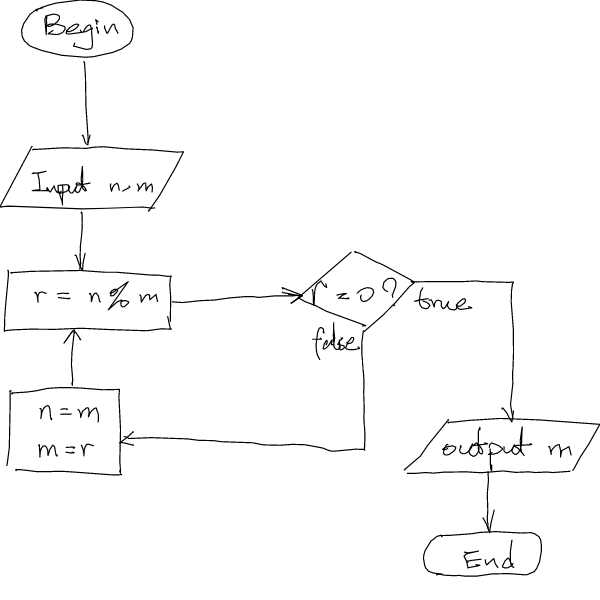 Begin
Input n, m
r = n % m
r = 0?
true
false
n = m
m = r
output m
End